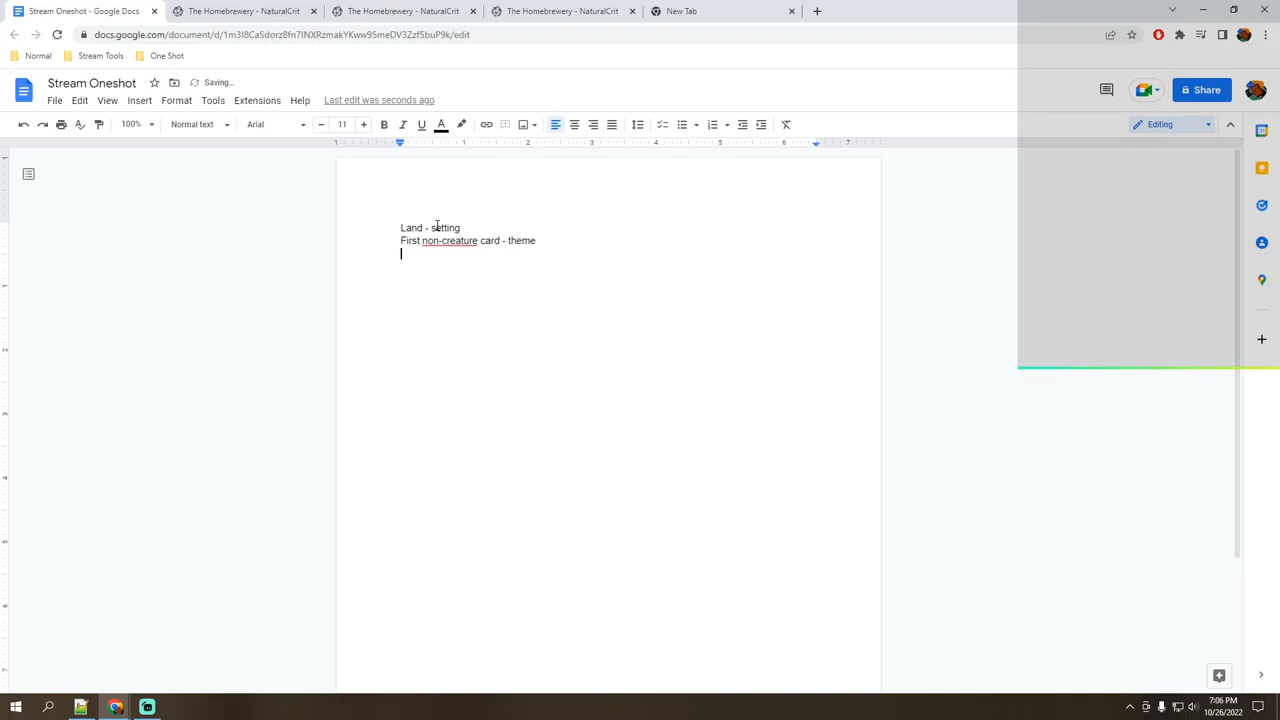 Stream Oneshot - Google Docs
The Homebrewery - NaturalCrit
The Homebrewery - NaturalCrit
The Homebrewery - NaturalCrit
New Tab
docs.google.com/document/d/1m3I8CaSdorz8fn7INXRzmakYKww95meDV3Zzf5buP9k/edit
Normal
Stream Tools
One Shot
Stream Oneshot
Saving...
File
Edit
View
Insert
Format
Tools
Extensions
Help
Last edit was seconds ago
Share
100%
Normal text
Arial
11
Editing
Land - setting
First non-creature card - theme
7:06 PM
10/26/2022